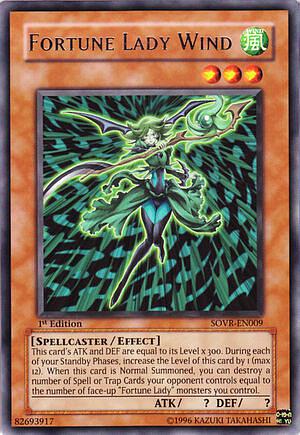 FORTUNE LADY WIND
WIND
風
1st Edition
SOVR-EN009
[SPELLCASTER / EFFECT]
This card's ATK and DEF are equal to its Level x 300. During each
of your Standby Phases, increase the Level of this card by 1 (max
12). When this card is Normal Summoned, you can destroy a
number of Spell or Trap Cards your opponent controls equal to
the number of face-up "Fortune Lady" monsters you control.
ATK/ ? DEF/ ?
82693917
©1996 KAZUKI TAKAHASHI